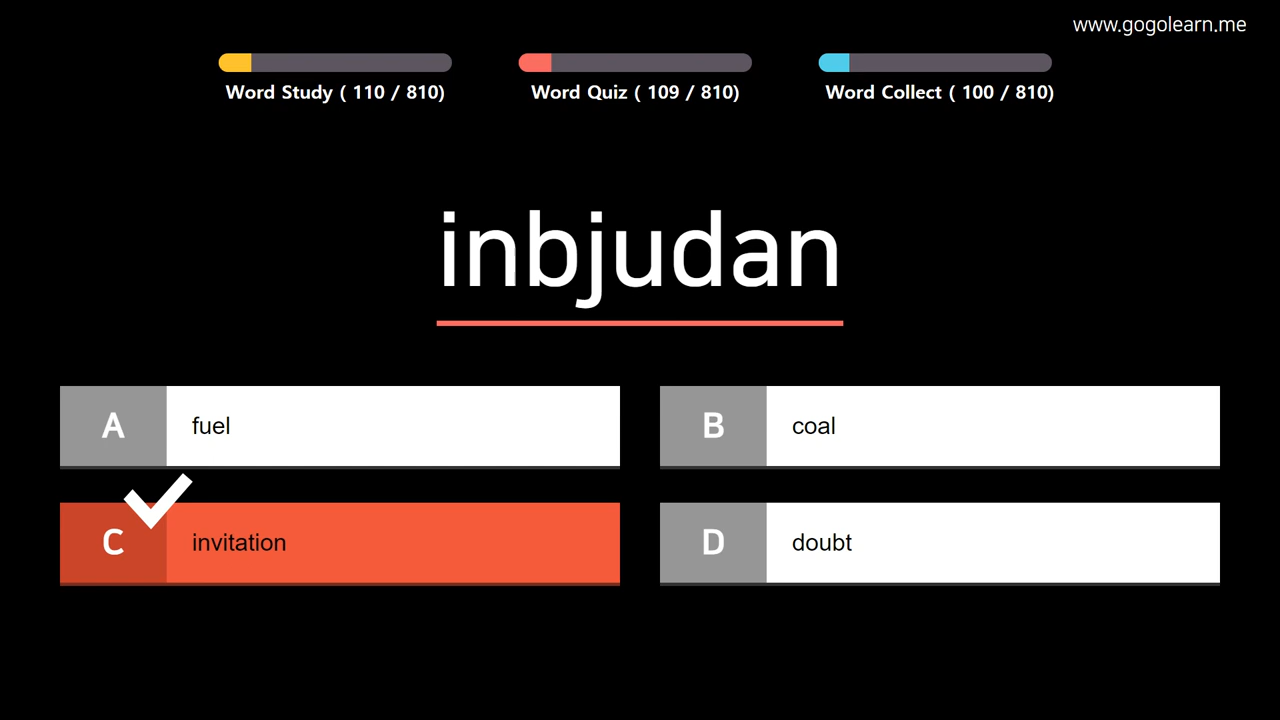 www.gogolearn.me
Word Study ( 110 / 810)
Word Quiz ( 109 / 810)
Word Collect ( 100 / 810)
inbjudan
A fuel
B coal
C invitation
D doubt